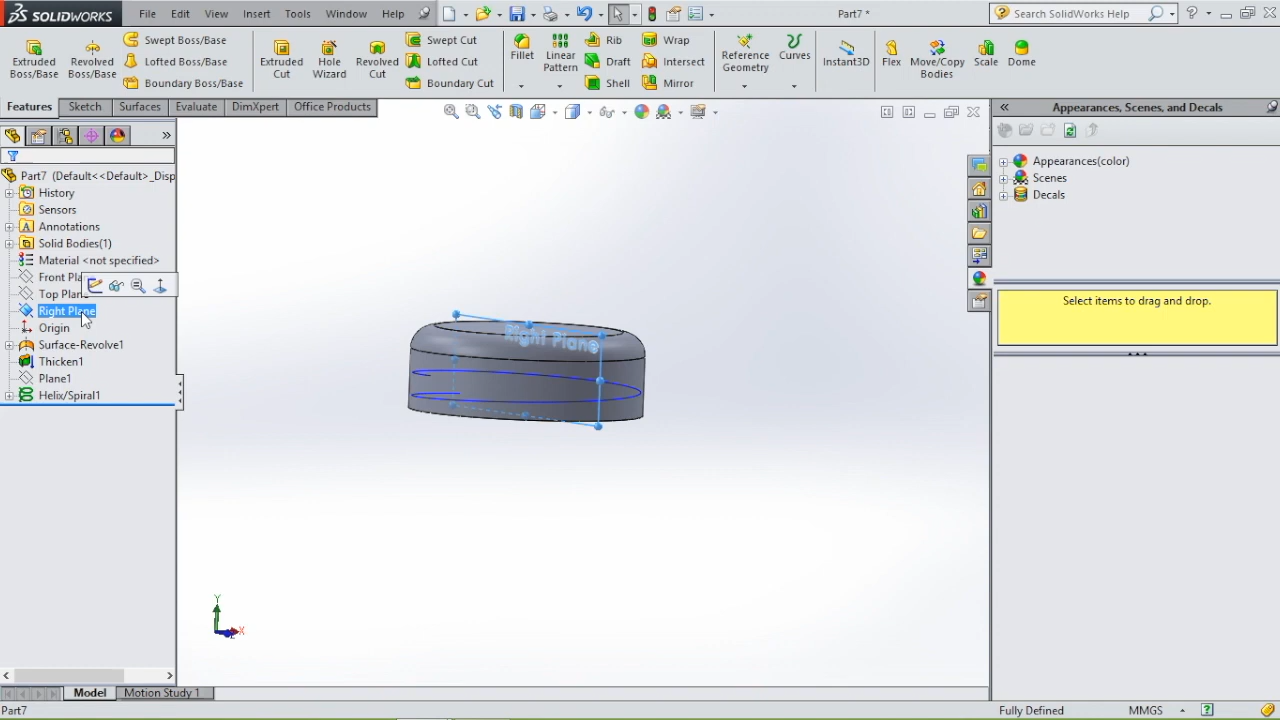 SOLIDWORKS File Edit View Insert Tools Window Help Part7 * Search SolidWorks Help
Extruded Boss/Base Revolved Boss/Base Swept Boss/Base Lofted Boss/Base Boundary Boss/Base Extruded Cut Hole Wizard Revolved Cut Swept Cut Lofted Cut Boundary Cut Fillet Linear Pattern Rib Draft Shell Wrap Intersect Mirror Reference Geometry Curves Instant3D Flex Move/Copy Bodies Scale Dome
Features Sketch Surfaces Evaluate DimXpert Office Products
Appearances, Scenes, and Decals
Appearances(color)
Scenes
Decals
Select items to drag and drop.
Part7 (Default<<Default>_Disp
History
Sensors
Annotations
Solid Bodies(1)
Material <not specified>
Front Pla
Top Plane
Right Plane
Origin
Surface-Revolve1
Thicken1
Plane1
Helix/Spiral1
Right Plane
Y
X
Model Motion Study 1
Part7 Fully Defined MMGS